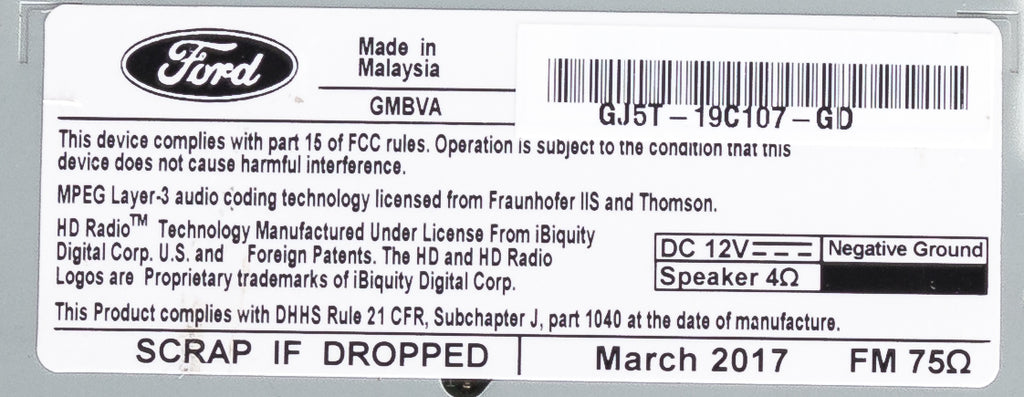 Ford
Made in
Malaysia
GMBVA
GJ5T-19C107-GD
This device complies with part 15 of FCC rules. Operation is subject to the condition that this
device does not cause harmful interference.
MPEG Layer-3 audio coding technology licensed from Fraunhofer IIS and Thomson.
HD Radio™ Technology Manufactured Under License From iBiquity
Digital Corp. U.S. and Foreign Patents. The HD and HD Radio
Logos are Proprietary trademarks of iBiquity Digital Corp.
DC 12V Negative Ground
Speaker 4Ω
This Product complies with DHHS Rule 21 CFR, Subchapter J, part 1040 at the date of manufacture.
SCRAP IF DROPPED March 2017 FM 75Ω